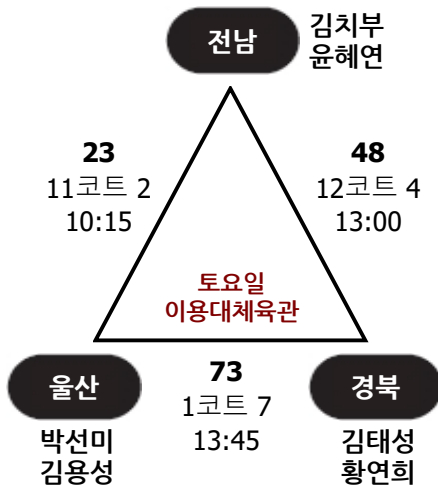 전남
김치부
윤혜연
23
11코트 2
10:15
48
12코트 4
13:00
토요일
이용대체육관
울산
박선미
김용성
73
1코트 7
13:45
경북
김태성
황연희